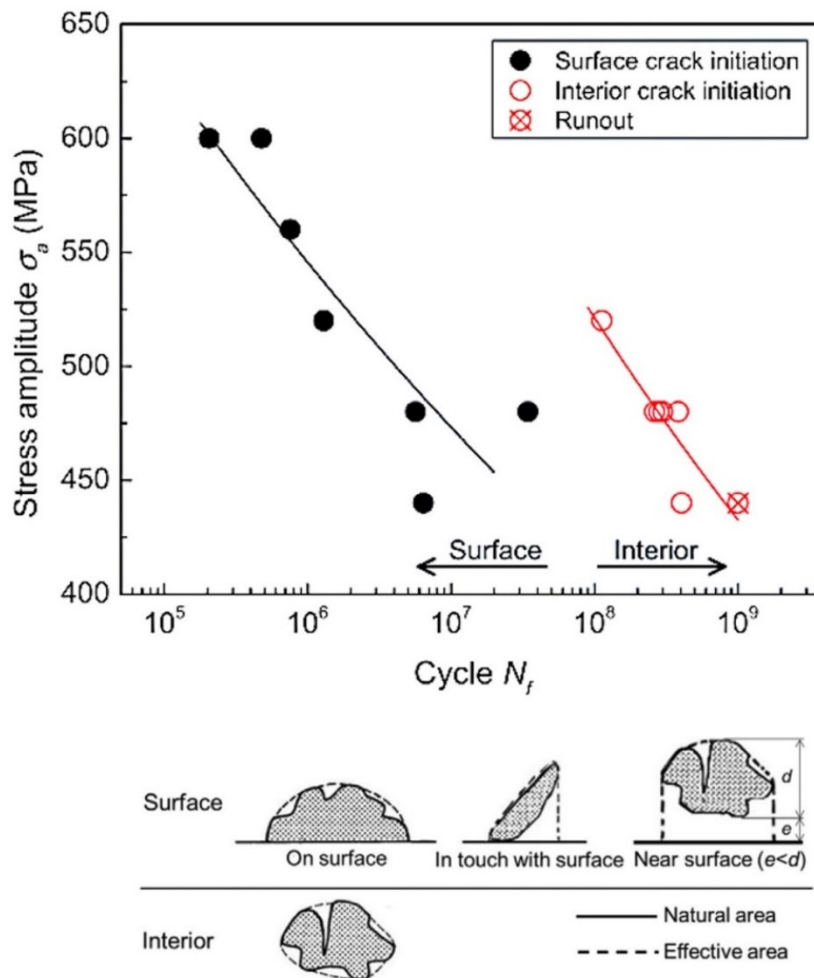 650
600
550
500
450
400
Stress amplitude σa (MPa)
Surface crack initiation
Interior crack initiation
Runout
Surface
Interior
10^5
10^6
10^7
10^8
10^9
Cycle Nf
Surface
d
e
On surface
In touch with surface
Near surface (e<d)
Interior
Natural area
Effective area